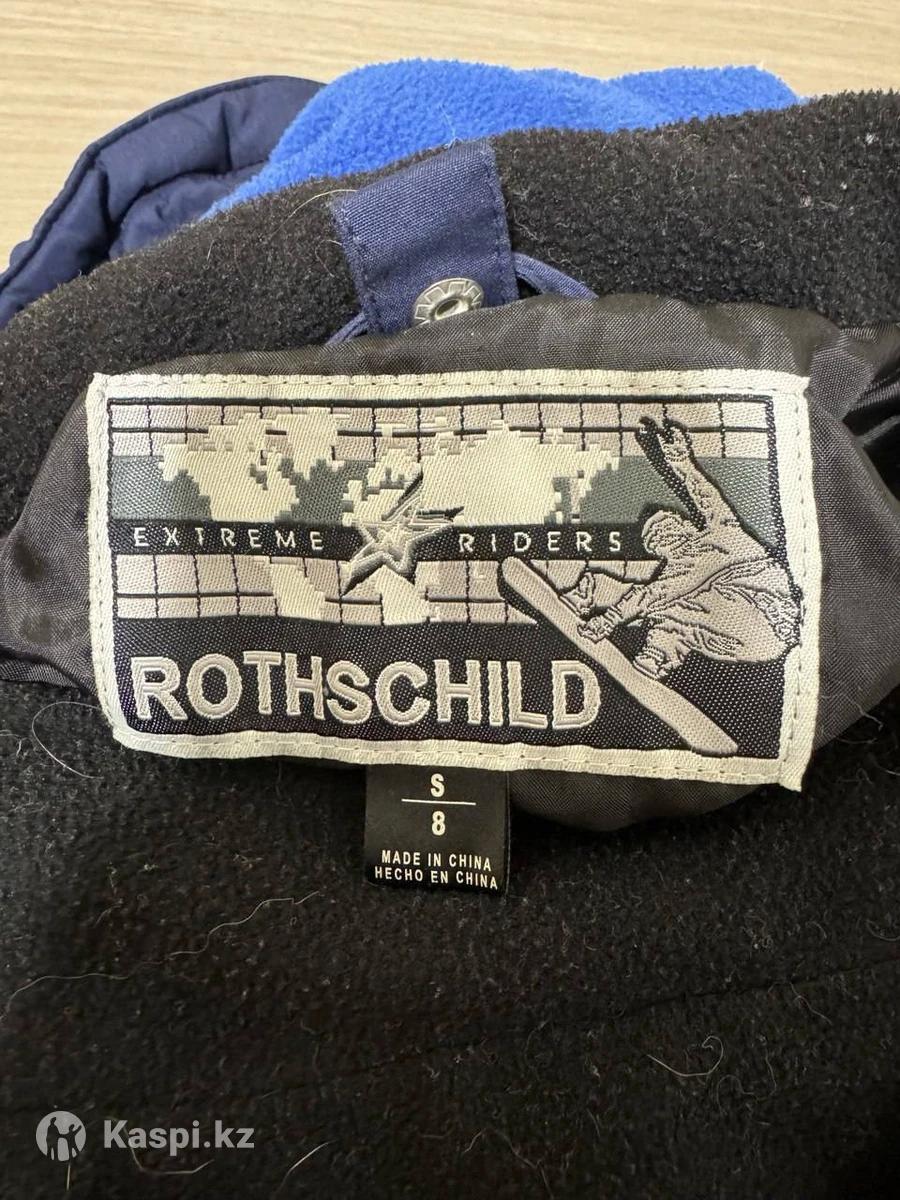 EXTREME RIDERS
ROTHSCHILD
S
8
MADE IN CHINA
HECHO EN CHINA
Kaspi.kz